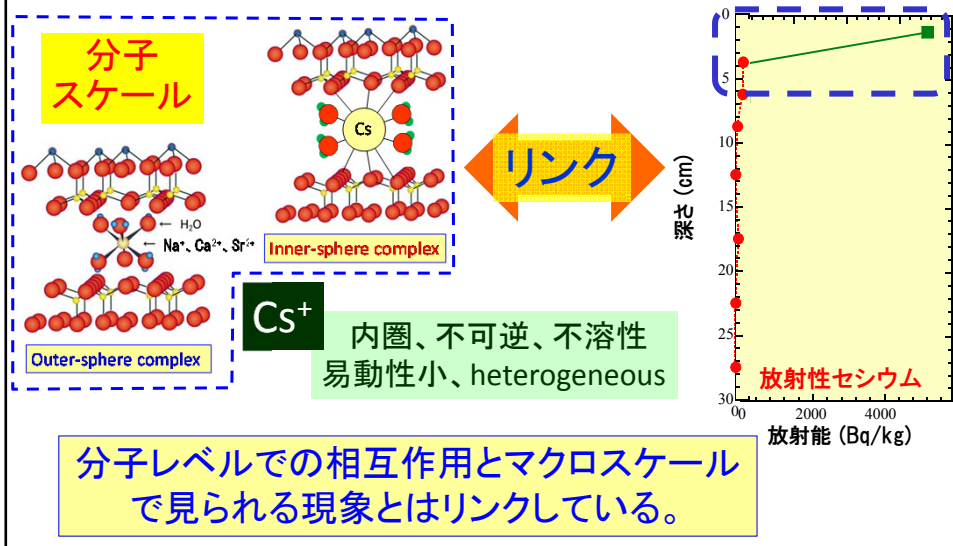 分子
スケール
Cs
← H₂O
← Na⁺、Ca²⁺、Sr²⁺
Inner-sphere complex
Outer-sphere complex
リンク
Cs⁺
内圏、不可逆、不溶性
易動性小、heterogeneous
0
5
10
15
20
25
30
深さ (cm)
放射性セシウム
00 2000 4000
放射能 (Bq/kg)
分子レベルでの相互作用とマクロスケール
で見られる現象とはリンクしている。